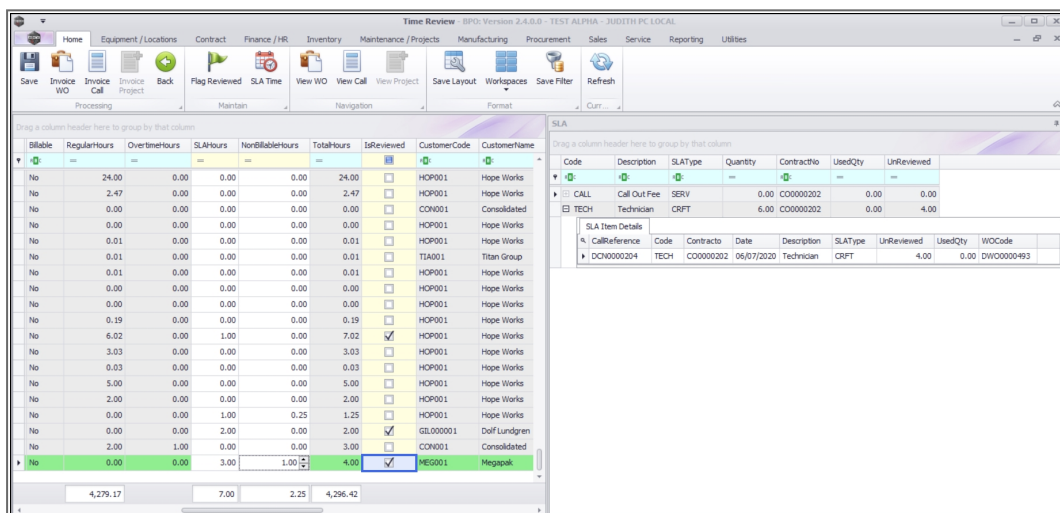 Time Review - BPO: Version 2.4.0.0 - TEST ALPHA - JUDITH PC LOCAL
Home Equipment / Locations Contract Finance / HR Inventory Maintenance / Projects Manufacturing Procurement Sales Service Reporting Utilities
Save Invoice WO Invoice Call Invoice Project Back Flag Reviewed SLA Time View WO View Call View Project Save Layout Workspaces Save Filter Refresh
Processing Maintain Navigation Format Curr...
Drag a column header here to group by that column
Billable RegularHours OvertimeHours SLAHours NonBillableHours TotalHours IsReviewed CustomerCode CustomerName
= = = = =
No 24.00 0.00 0.00 0.00 24.00 HOP001 Hope Works
No 2.47 0.00 0.00 0.00 2.47 HOP001 Hope Works
No 0.00 0.00 0.00 0.00 0.00 CON001 Consolidated
No 0.00 0.00 0.00 0.00 0.00 HOP001 Hope Works
No 0.01 0.00 0.00 0.00 0.01 HOP001 Hope Works
No 0.01 0.00 0.00 0.00 0.01 TIA001 Titan Group
No 0.01 0.00 0.00 0.00 0.01 HOP001 Hope Works
No 0.00 0.00 0.00 0.00 0.00 HOP001 Hope Works
No 2.00 0.00 0.00 0.00 2.00 HOP001 Hope Works
No 0.19 0.00 0.00 0.00 0.19 HOP001 Hope Works
No 6.02 0.00 1.00 0.00 7.02 HOP001 Hope Works
No 3.03 0.00 0.00 0.00 3.03 HOP001 Hope Works
No 0.03 0.00 0.00 0.00 0.03 HOP001 Hope Works
No 5.00 0.00 0.00 0.00 5.00 HOP001 Hope Works
No 2.00 0.00 0.00 0.00 2.00 HOP001 Hope Works
No 0.00 0.00 1.00 0.25 1.25 HOP001 Hope Works
No 0.00 0.00 2.00 0.00 2.00 GIL000001 Dolf Lundgren
No 2.00 1.00 0.00 0.00 3.00 CON001 Consolidated
No 0.00 0.00 3.00 1.00 4.00 MEG001 Megapak
4,279.17 7.00 2.25 4,296.42
SLA
Drag a column header here to group by that column
Code Description SLAType Quantity ContractNo UsedQty UnReviewed
= = =
CALL Call Out Fee SERV 0.00 CO0000202 0.00 0.00
TECH Technician CRFT 6.00 CO0000202 0.00 4.00
SLA Item Details
CallReference Code Contracto Date Description SLAType UnReviewed UsedQty WOCode
DCN0000204 TECH CO0000202 06/07/2020 Technician CRFT 4.00 0.00 DWO0000493